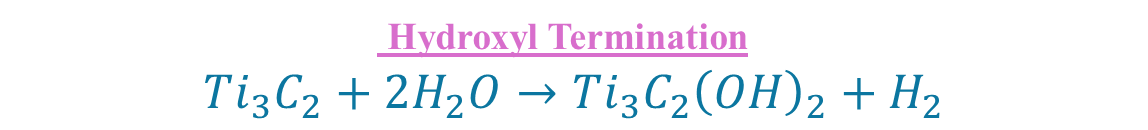 Hydroxyl Termination
Ti₃C₂ + 2H₂O → Ti₃C₂(OH)₂ + H₂